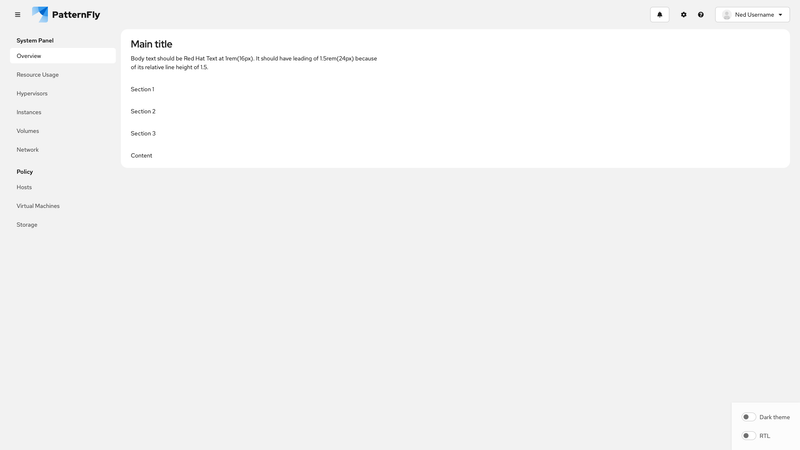 PatternFly
Ned Username
System Panel
Overview
Resource Usage
Hypervisors
Instances
Volumes
Network
Policy
Hosts
Virtual Machines
Storage
Main title
Body text should be Red Hat Text at 1rem(16px). It should have leading of 1.5rem(24px) because
of its relative line height of 1.5.
Section 1
Section 2
Section 3
Content
Dark theme
RTL